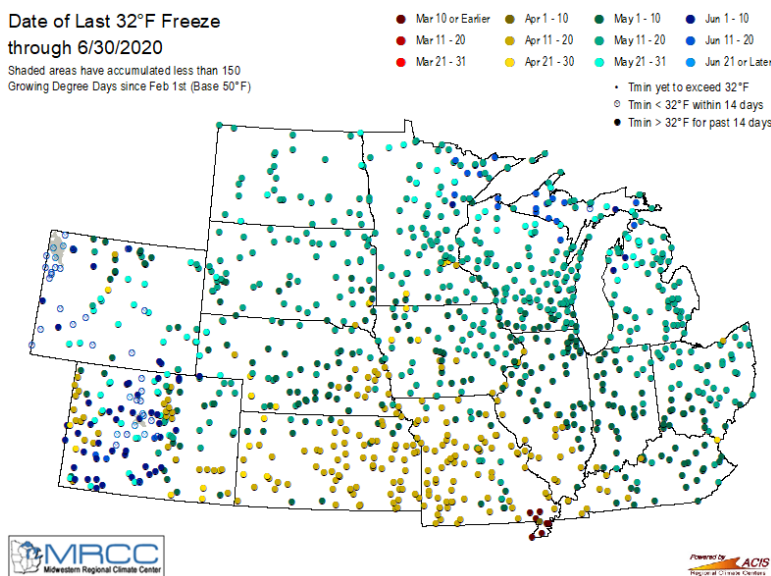 Date of Last 32°F Freeze
through 6/30/2020
Shaded areas have accumulated less than 150
Growing Degree Days since Feb 1st (Base 50°F)
Mar 10 or Earlier
Apr 1 - 10
May 1 - 10
Jun 1 - 10
Mar 11 - 20
Apr 11 - 20
May 11 - 20
Jun 11 - 20
Mar 21 - 31
Apr 21 - 30
May 21 - 31
Jun 21 or Later
Tmin yet to exceed 32°F
Tmin < 32°F within 14 days
Tmin > 32°F for past 14 days
MRCC
Midwestern Regional Climate Center
Powered by
ACIS
Regional Climate Centers